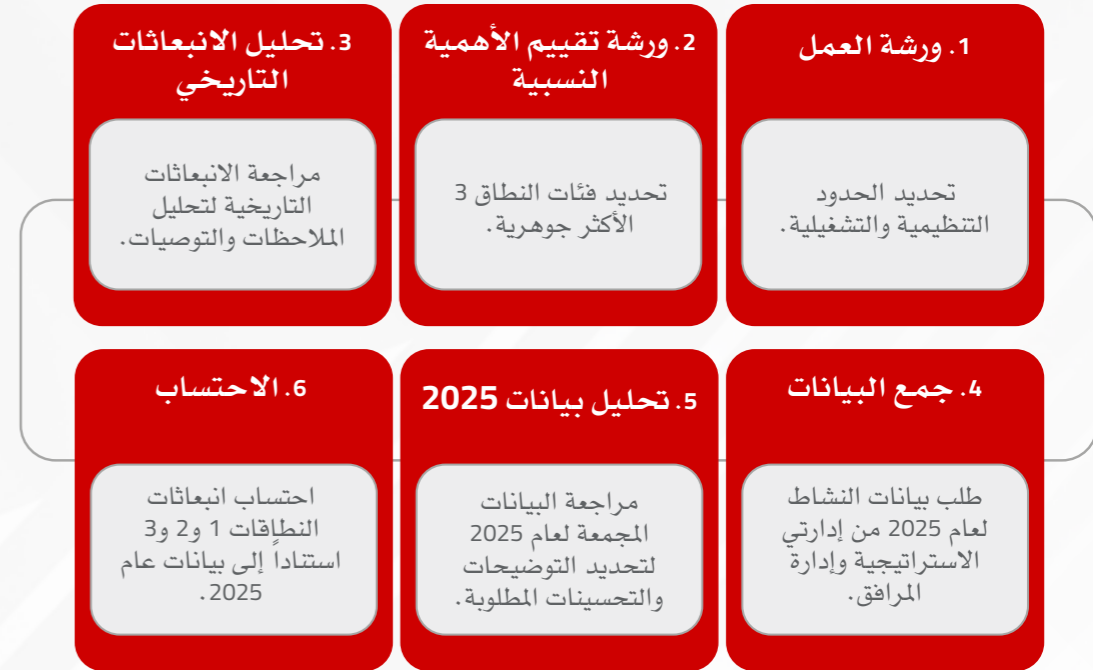 1. ورشة العمل
تحديد الحدود
التنظيمية والتشغيلية.
2. ورشة تقييم الأهمية
النسبية
تحديد فئات النطاق 3
الأكثر جوهرية.
3. تحليل الانبعاثات
التاريخي
مراجعة الانبعاثات
التاريخية لتحليل
الملاحظات والتوصيات.
4. جمع البيانات
طلب بيانات النشاط
لعام 2025 من إدارتي
الاستراتيجية وإدارة
المرافق.
5. تحليل بيانات 2025
مراجعة البيانات
المجمعة لعام 2025
لتحديد التوضيحات
والتحسينات المطلوبة.
6. الاحتساب
احتساب انبعاثات
النطاقات 1 و2 و3
استناداً إلى بيانات عام
2025.